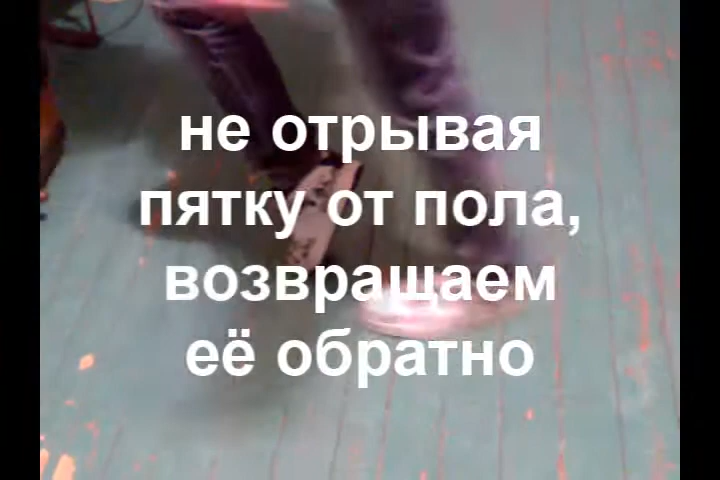 не отрывая
пятку от пола,
возвращаем
её обратно